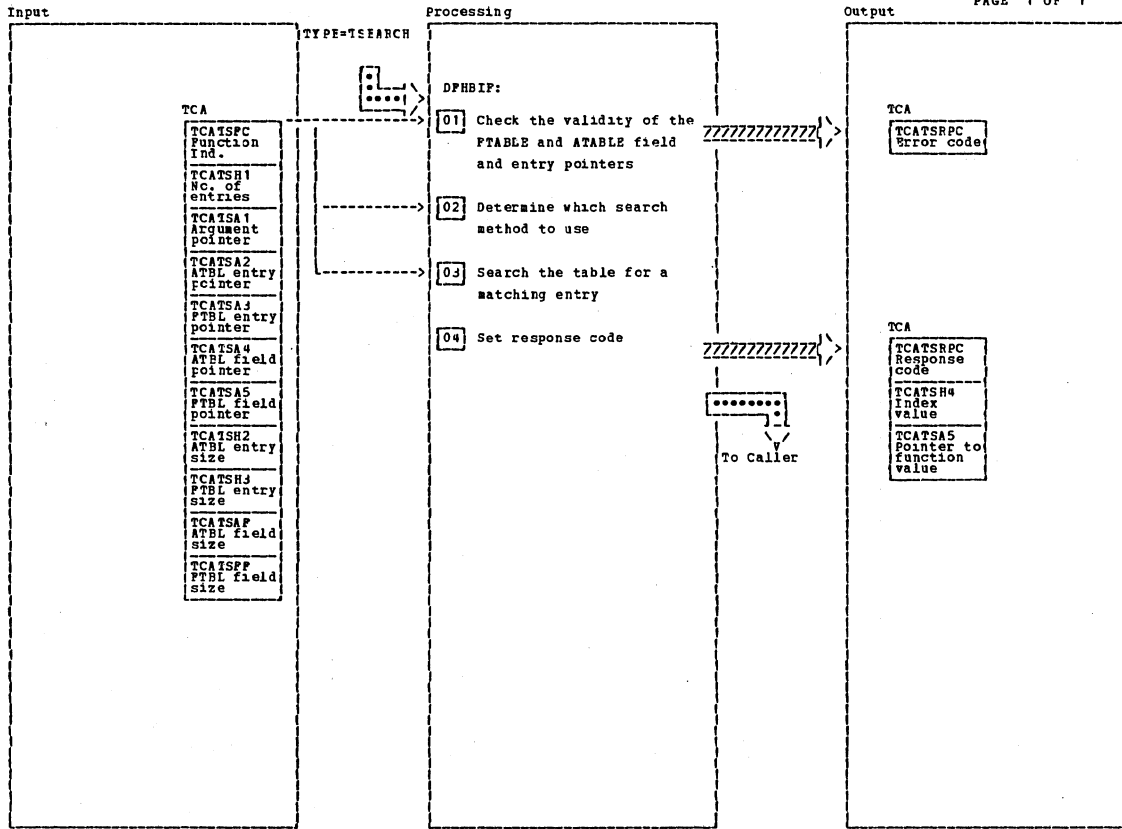 PAGE 1 OF 1
Input
Processing
Output
TYPE=TSEARCH
TCA
TCATSFC
Function
Ind.
TCATSH1
No. of
entries
TCATSA1
Argument
pointer
TCATSA2
ATBL entry
pointer
TCATSA3
FTBL entry
pointer
TCATSA4
ATBL field
pointer
TCATSA5
FTBL field
pointer
TCATSH2
ATBL entry
size
TCATSH3
FTBL entry
size
TCATSAF
ATBL field
size
TCATSFF
FTBL field
size
DFHBIF:
01 Check the validity of the
FTABLE and ATABLE field
and entry pointers
02 Determine which search
method to use
03 Search the table for a
matching entry
04 Set response code
To Caller
TCA
TCATSRPC
Error code
TCA
TCATSRPC
Response
code
TCATSH4
Index
value
TCATSA5
Pointer to
function
value